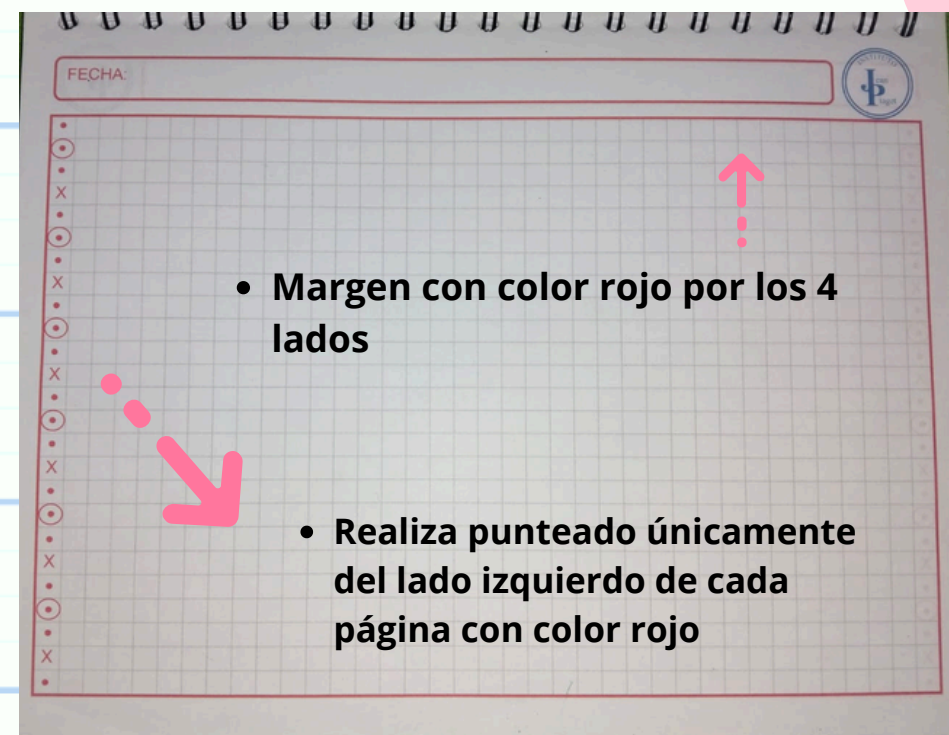 FECHA:
INSTITUTO
• Margen con color rojo por los 4
lados
• Realiza punteado únicamente
del lado izquierdo de cada
página con color rojo
X
X
X
X
X
X